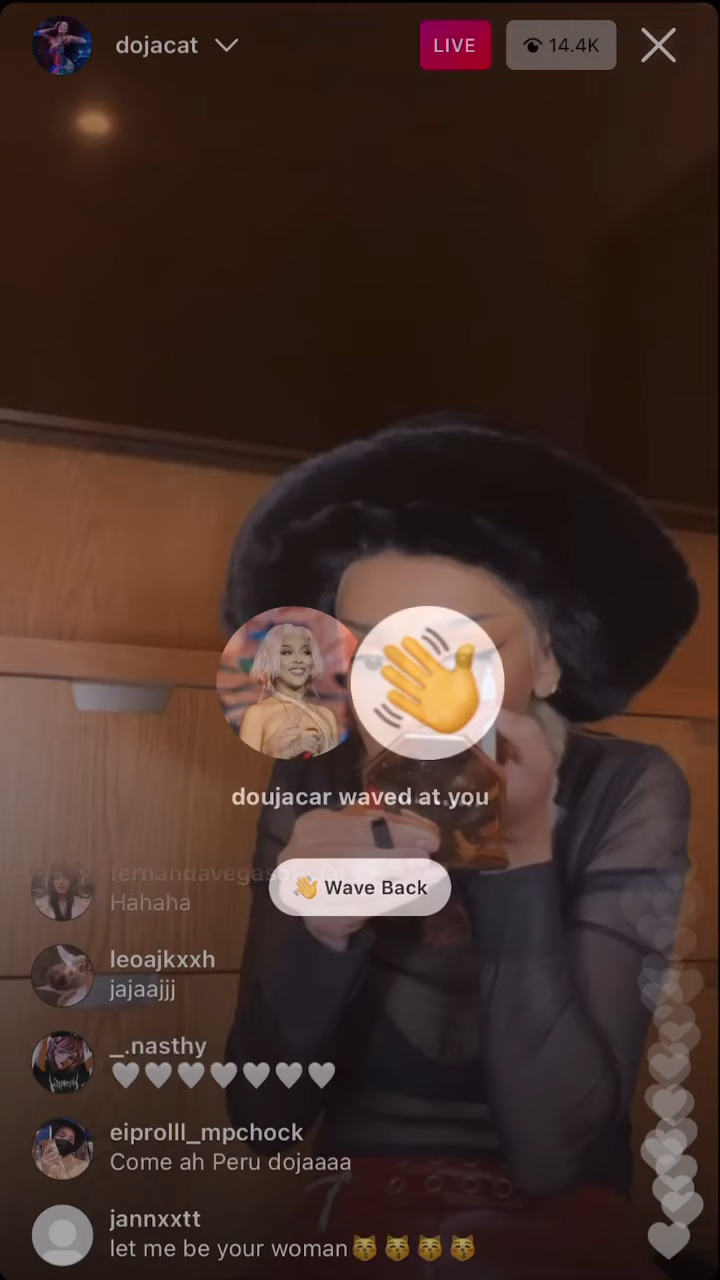 dojacat
LIVE
14.4K
doujacar waved at you
👋 Wave Back
Hahaha
leoajkxxh
jajaajjj
_.nasthy
🤍🤍🤍🤍🤍🤍🤍
eiprolll_mpchock
Come ah Peru dojaaaa
jannxxtt
let me be your woman😽😽😽😽